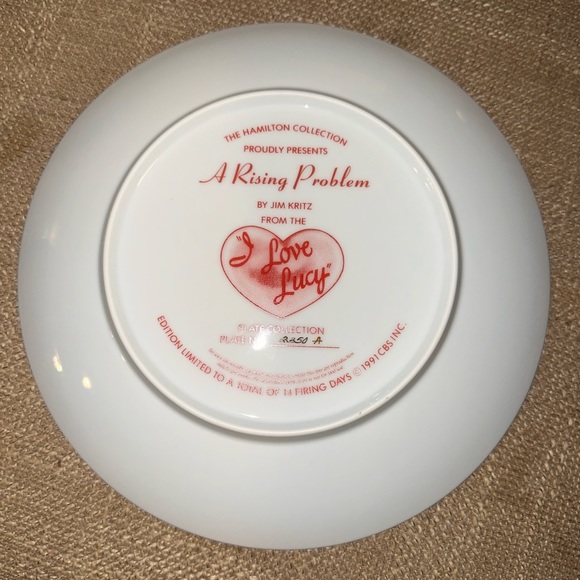 THE HAMILTON COLLECTION
PROUDLY PRESENTS
A Rising Problem
BY JIM KRITZ
FROM THE
"I Love
Lucy"
PLATE COLLECTION
PLATE
EDITION LIMITED TO A TOTAL OF 14 FIRING DAYS © 1991 CBS INC.